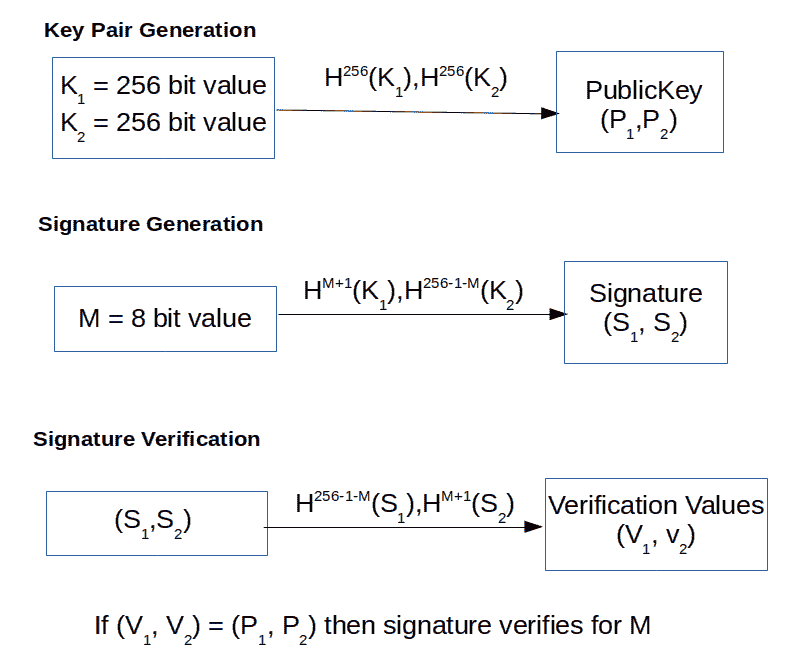 Key Pair Generation
K₁ = 256 bit value
K₂ = 256 bit value
H²⁵⁶(K₁),H²⁵⁶(K₂)
PublicKey
(P₁,P₂)
Signature Generation
M = 8 bit value
Hᴹ⁺¹(K₁),H²⁵⁶⁻¹⁻ᴹ(K₂)
Signature
(S₁, S₂)
Signature Verification
(S₁,S₂)
H²⁵⁶⁻¹⁻ᴹ(S₁),Hᴹ⁺¹(S₂)
Verification Values
(V₁, v₂)
If (V₁, V₂) = (P₁, P₂) then signature verifies for M